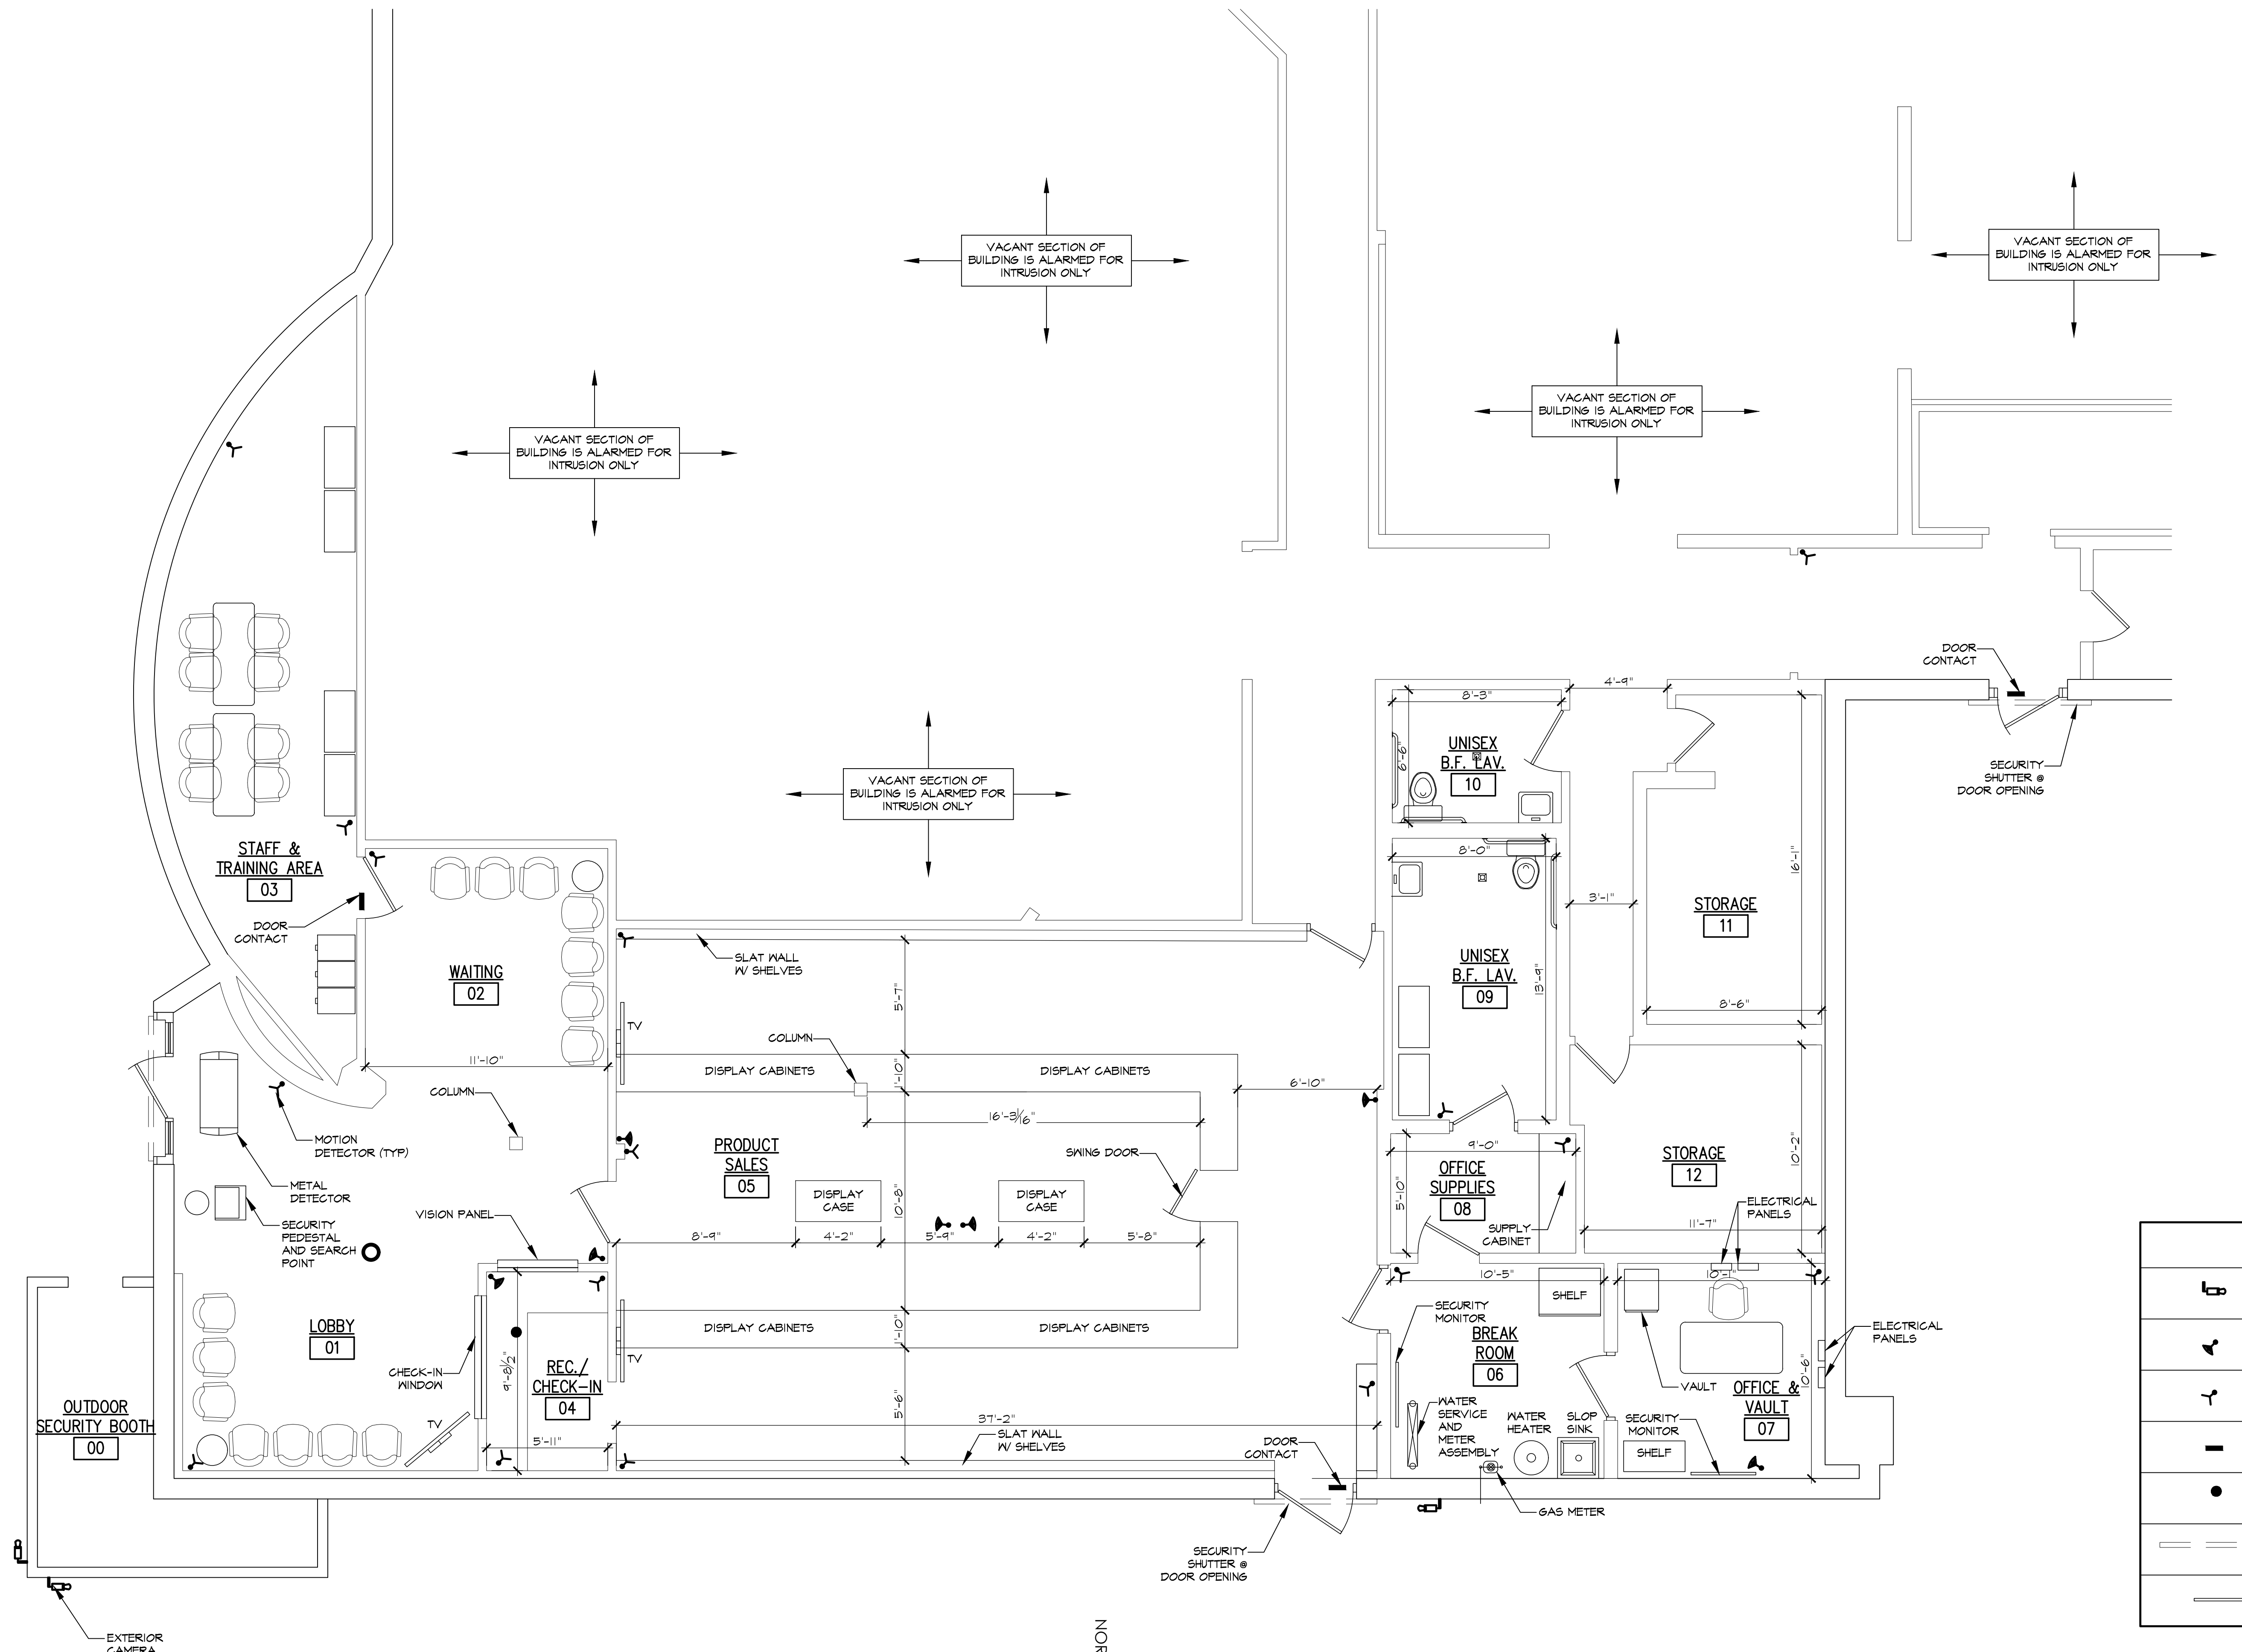 VACANT SECTION OF
BUILDING IS ALARMED FOR
INTRUSION ONLY
VACANT SECTION OF
BUILDING IS ALARMED FOR
INTRUSION ONLY
VACANT SECTION OF
BUILDING IS ALARMED FOR
INTRUSION ONLY
VACANT SECTION OF
BUILDING IS ALARMED FOR
INTRUSION ONLY
VACANT SECTION OF
BUILDING IS ALARMED FOR
INTRUSION ONLY
DOOR
CONTACT
SECURITY
SHUTTER @
DOOR OPENING
STAFF &
TRAINING AREA
03
DOOR
CONTACT
WAITING
02
11'-10"
COLUMN
MOTION
DETECTOR (TYP)
METAL
DETECTOR
SECURITY
PEDESTAL
AND SEARCH
POINT
VISION PANEL
LOBBY
01
CHECK-IN
WINDOW
TV
OUTDOOR
SECURITY BOOTH
00
EXTERIOR
CAMERA
9'-8 1/2"
REC./
CHECK-IN
04
5'-11"
SLAT WALL
W/ SHELVES
5'-7"
TV
COLUMN
DISPLAY CABINETS
1'-10"
DISPLAY CABINETS
6'-10"
16'-3 1/16"
PRODUCT
SALES
05
SWING DOOR
10'-8"
DISPLAY
CASE
DISPLAY
CASE
8'-9"
4'-2"
5'-9"
4'-2"
5'-8"
DISPLAY CABINETS
1'-10"
DISPLAY CABINETS
TV
5'-6"
37'-2"
SLAT WALL
W/ SHELVES
DOOR
CONTACT
SECURITY
SHUTTER @
DOOR OPENING
8'-3"
4'-9"
6'-6"
UNISEX
B.F. LAV.
10
8'-0"
UNISEX
B.F. LAV.
09
13'-9"
3'-1"
16'-1"
STORAGE
11
8'-6"
9'-0"
5'-10"
OFFICE
SUPPLIES
08
SUPPLY
CABINET
STORAGE
12
10'-2"
11'-7"
ELECTRICAL
PANELS
10'-5"
10'-1"
SHELF
SECURITY
MONITOR
BREAK
ROOM
06
WATER
SERVICE
AND
METER
ASSEMBLY
WATER
HEATER
SLOP
SINK
GAS METER
VAULT
OFFICE &
VAULT
07
10'-6"
SECURITY
MONITOR
SHELF
ELECTRICAL
PANELS
NOR